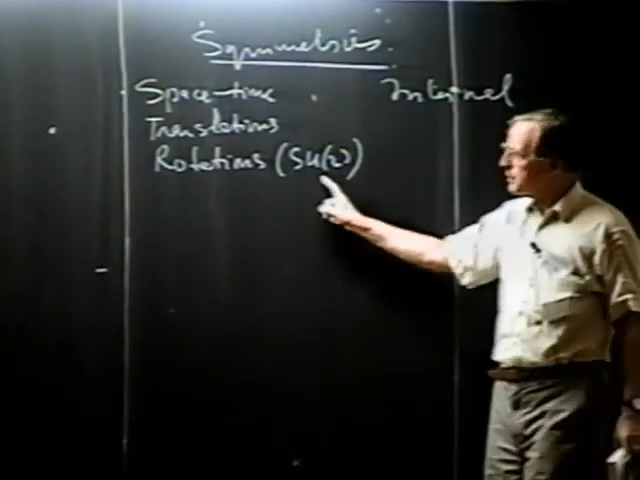 Symmetries.
Space-time Internal
Translations
Rotations (SU(2))